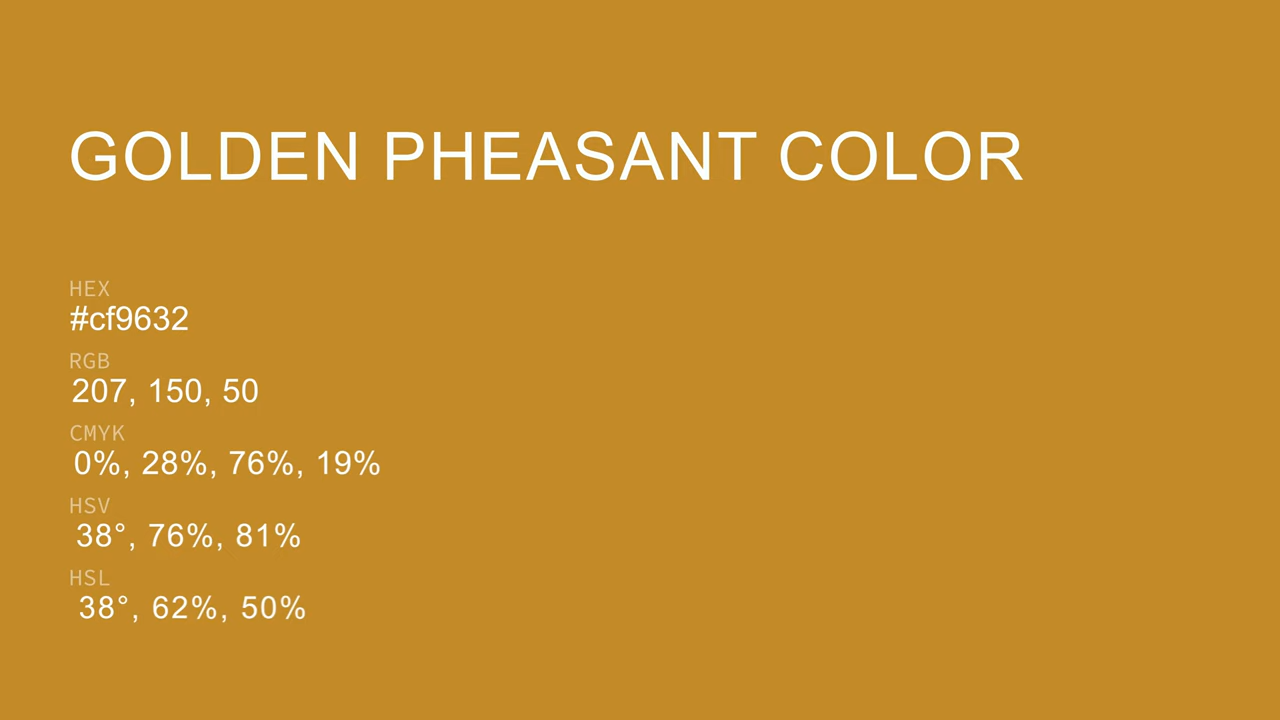 GOLDEN PHEASANT COLOR
HEX
#cf9632
RGB
207, 150, 50
CMYK
0%, 28%, 76%, 19%
HSV
38°, 76%, 81%
HSL
38°, 62%, 50%